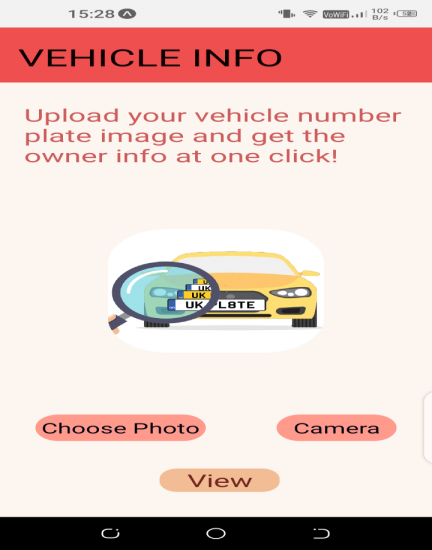 15:28
VoWiFi 102 B/s
VEHICLE INFO
Upload your vehicle number
plate image and get the
owner info at one click!
UK
UK
UK PL8TE
Choose Photo Camera
View